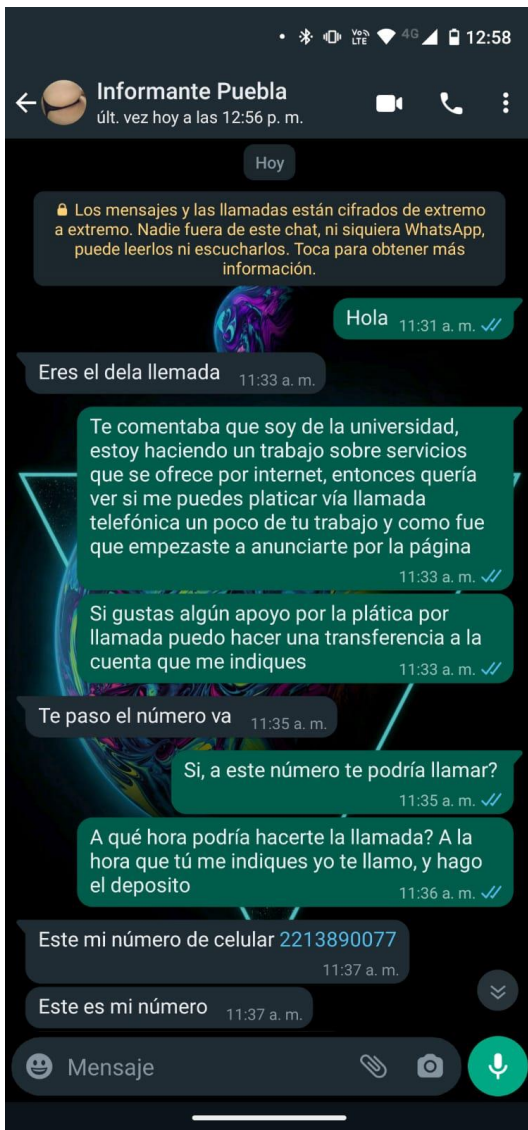 Vo)) LTE 4G 12:58
Informante Puebla
últ. vez hoy a las 12:56 p. m.
Hoy
Los mensajes y las llamadas están cifrados de extremo
a extremo. Nadie fuera de este chat, ni siquiera WhatsApp,
puede leerlos ni escucharlos. Toca para obtener más
información.
Hola 11:31 a. m.
Eres el dela llemada 11:33 a. m.
Te comentaba que soy de la universidad,
estoy haciendo un trabajo sobre servicios
que se ofrece por internet, entonces quería
ver si me puedes platicar vía llamada
telefónica un poco de tu trabajo y como fue
que empezaste a anunciarte por la página
11:33 a. m.
Si gustas algún apoyo por la plática por
llamada puedo hacer una transferencia a la
cuenta que me indiques
11:33 a. m.
Te paso el número va 11:35 a. m.
Si, a este número te podría llamar?
11:35 a. m.
A qué hora podría hacerte la llamada? A la
hora que tú me indiques yo te llamo, y hago
el deposito
11:36 a. m.
Este mi número de celular 2213890077
11:37 a. m.
Este es mi número 11:37 a. m.
Mensaje